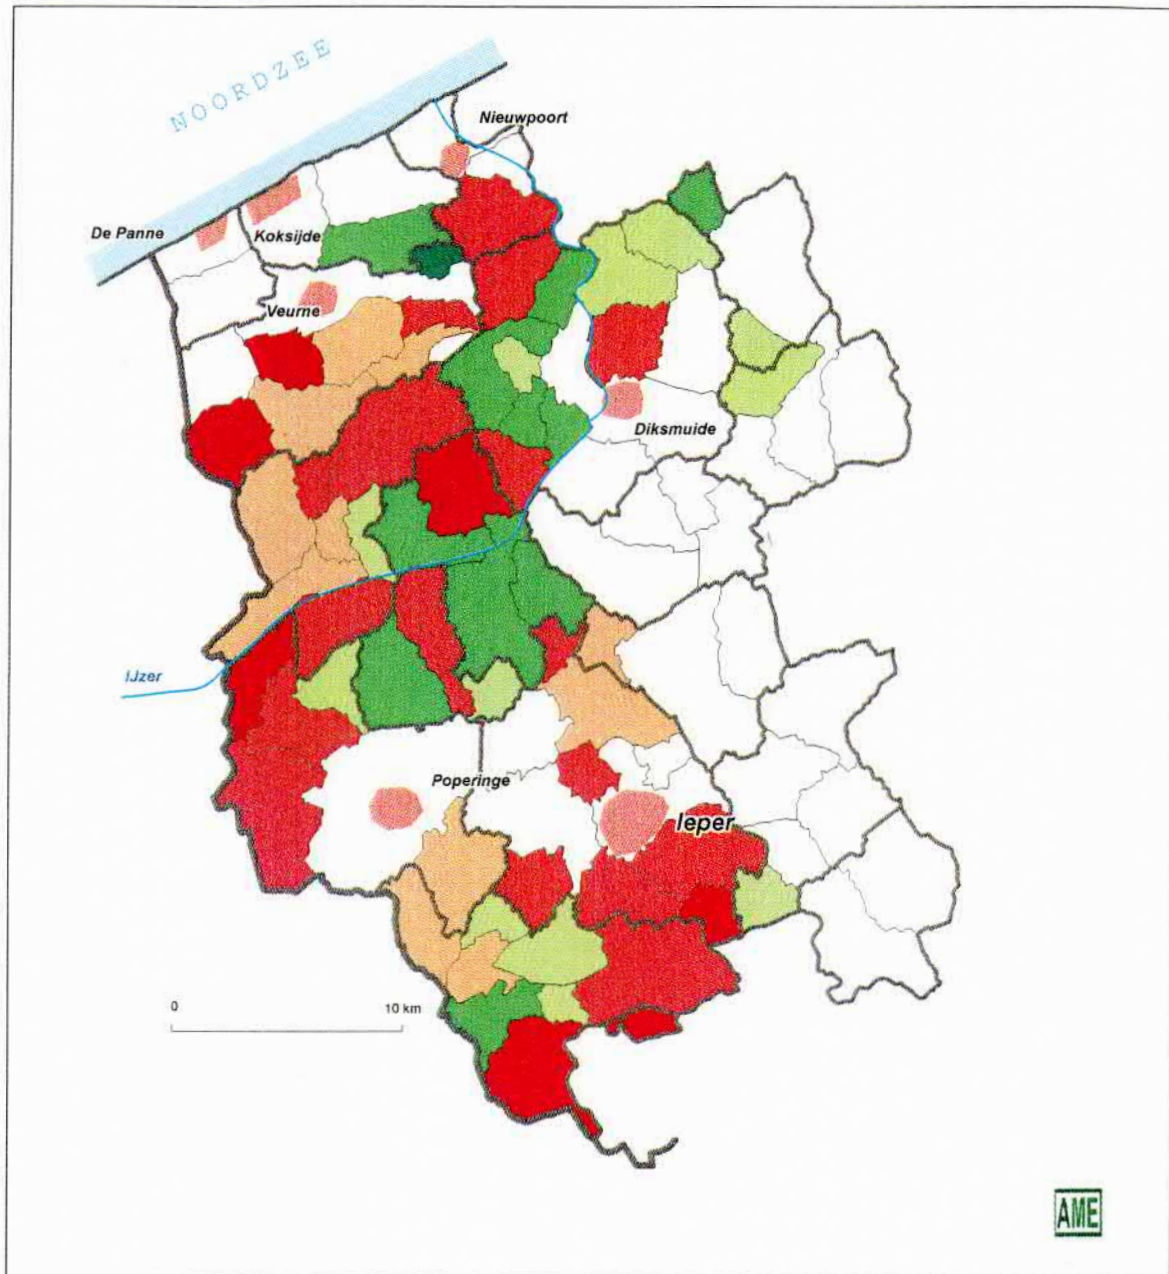 NOORDZEE
Nieuwpoort
De Panne
Koksijde
Veurne
Diksmuide
IJzer
Poperinge
Ieper
0 10 km
AME